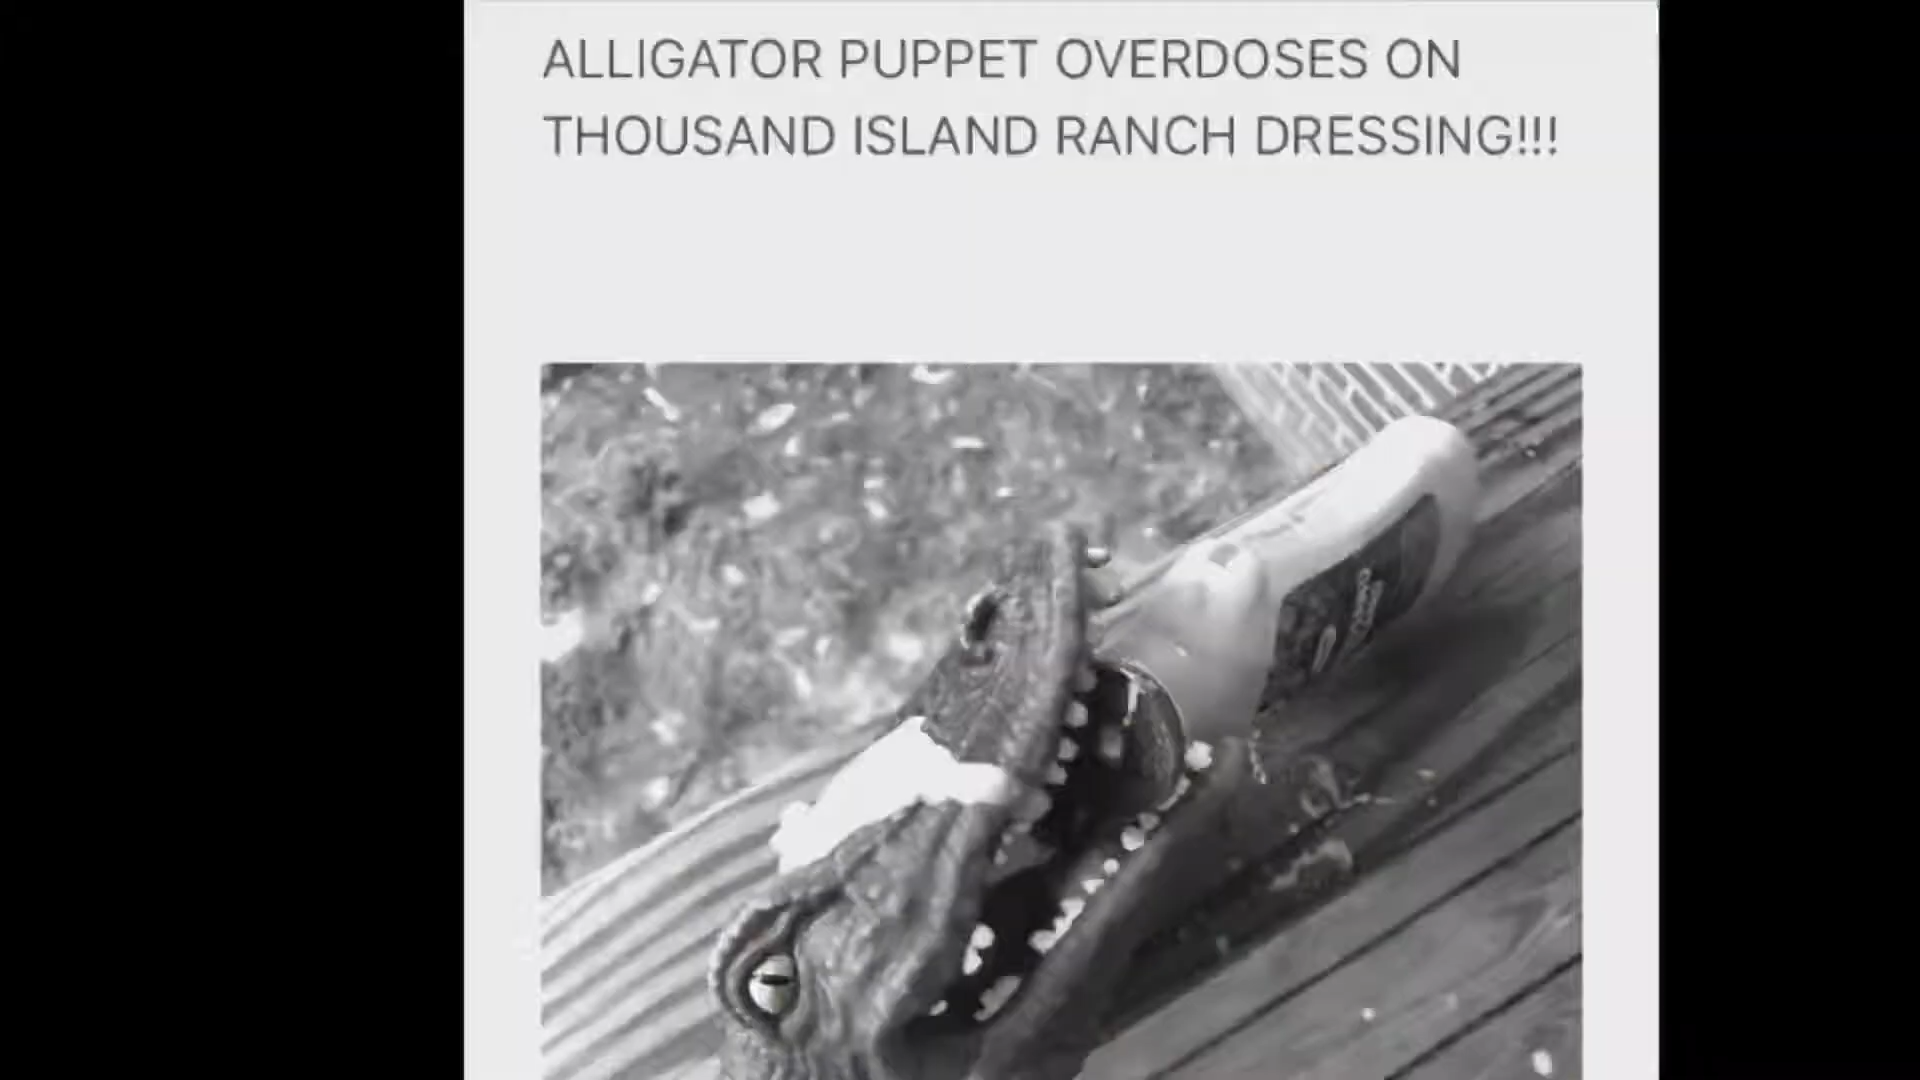 ALLIGATOR PUPPET OVERDOSES ON
THOUSAND ISLAND RANCH DRESSING!!!